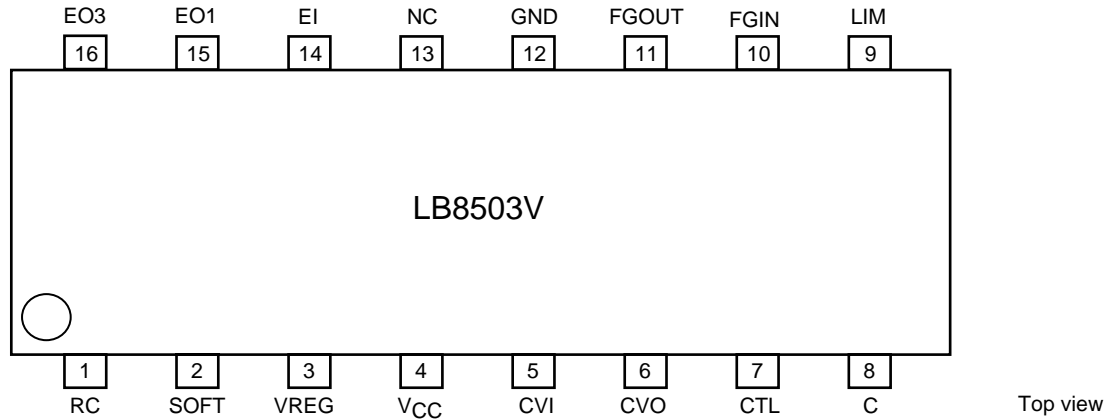 EO3 EO1 EI NC GND FGOUT FGIN LIM
16 15 14 13 12 11 10 9
LB8503V
1 2 3 4 5 6 7 8
RC SOFT VREG VCC CVI CVO CTL C
Top view